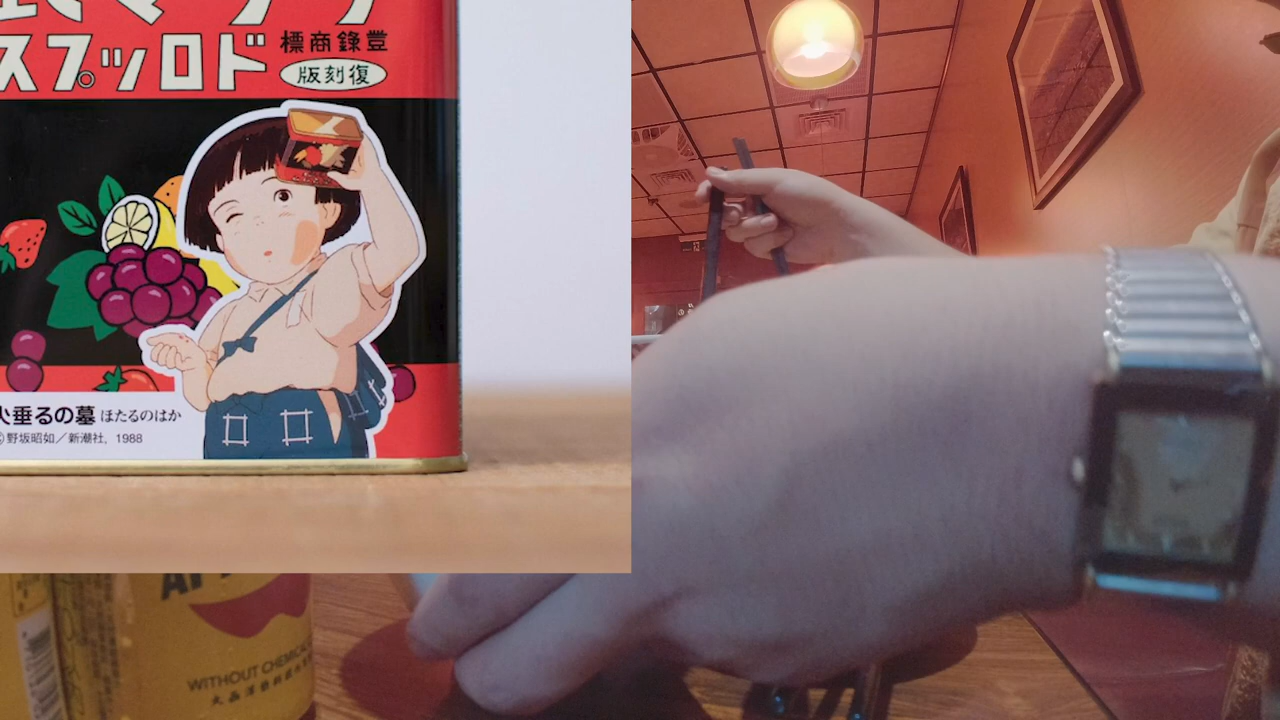 ドロップス
登錄商標
復刻版
火垂るの墓 ほたるのはか
©野坂昭如／新潮社, 1988
WITHOUT CHEMICA